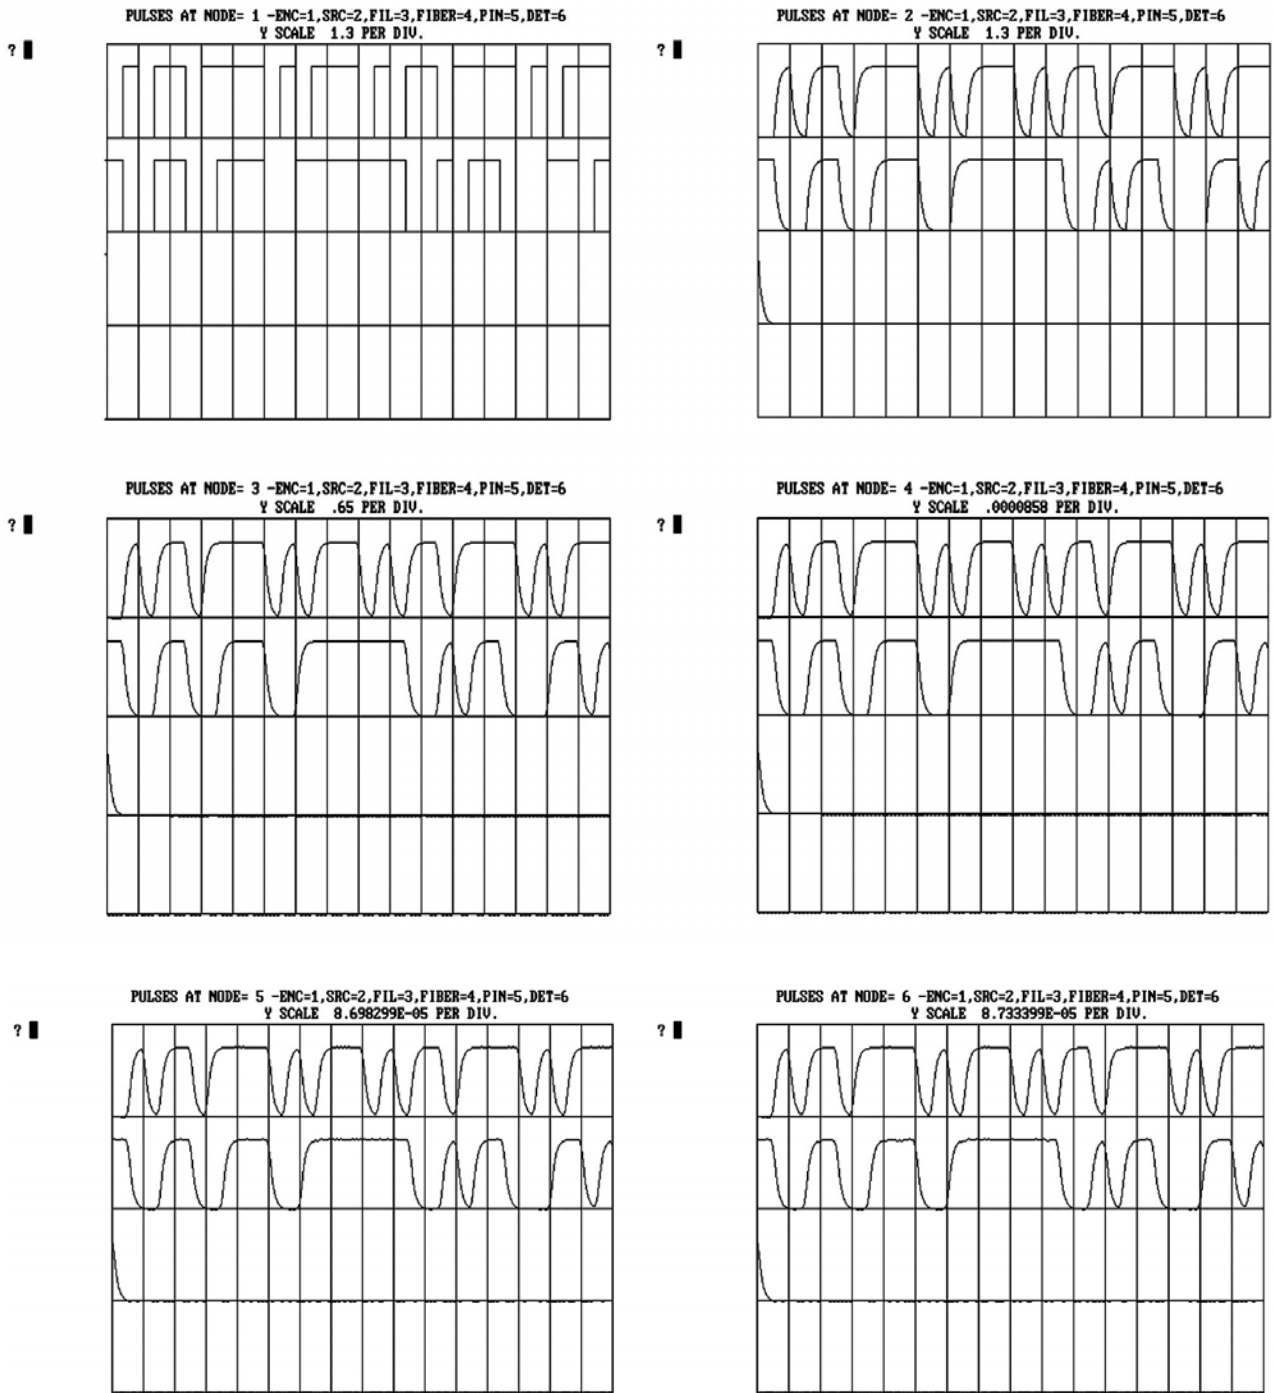 PULSES AT NODE= 1 -ENC=1,SRC=2,FIL=3,FIBER=4,PIN=5,DET=6
Y SCALE 1.3 PER DIV.
?
PULSES AT NODE= 2 -ENC=1,SRC=2,FIL=3,FIBER=4,PIN=5,DET=6
Y SCALE 1.3 PER DIV.
?
PULSES AT NODE= 3 -ENC=1,SRC=2,FIL=3,FIBER=4,PIN=5,DET=6
Y SCALE .65 PER DIV.
?
PULSES AT NODE= 4 -ENC=1,SRC=2,FIL=3,FIBER=4,PIN=5,DET=6
Y SCALE .0000858 PER DIV.
?
PULSES AT NODE= 5 -ENC=1,SRC=2,FIL=3,FIBER=4,PIN=5,DET=6
Y SCALE 8.698299E-05 PER DIV.
?
PULSES AT NODE= 6 -ENC=1,SRC=2,FIL=3,FIBER=4,PIN=5,DET=6
Y SCALE 8.733399E-05 PER DIV.
?